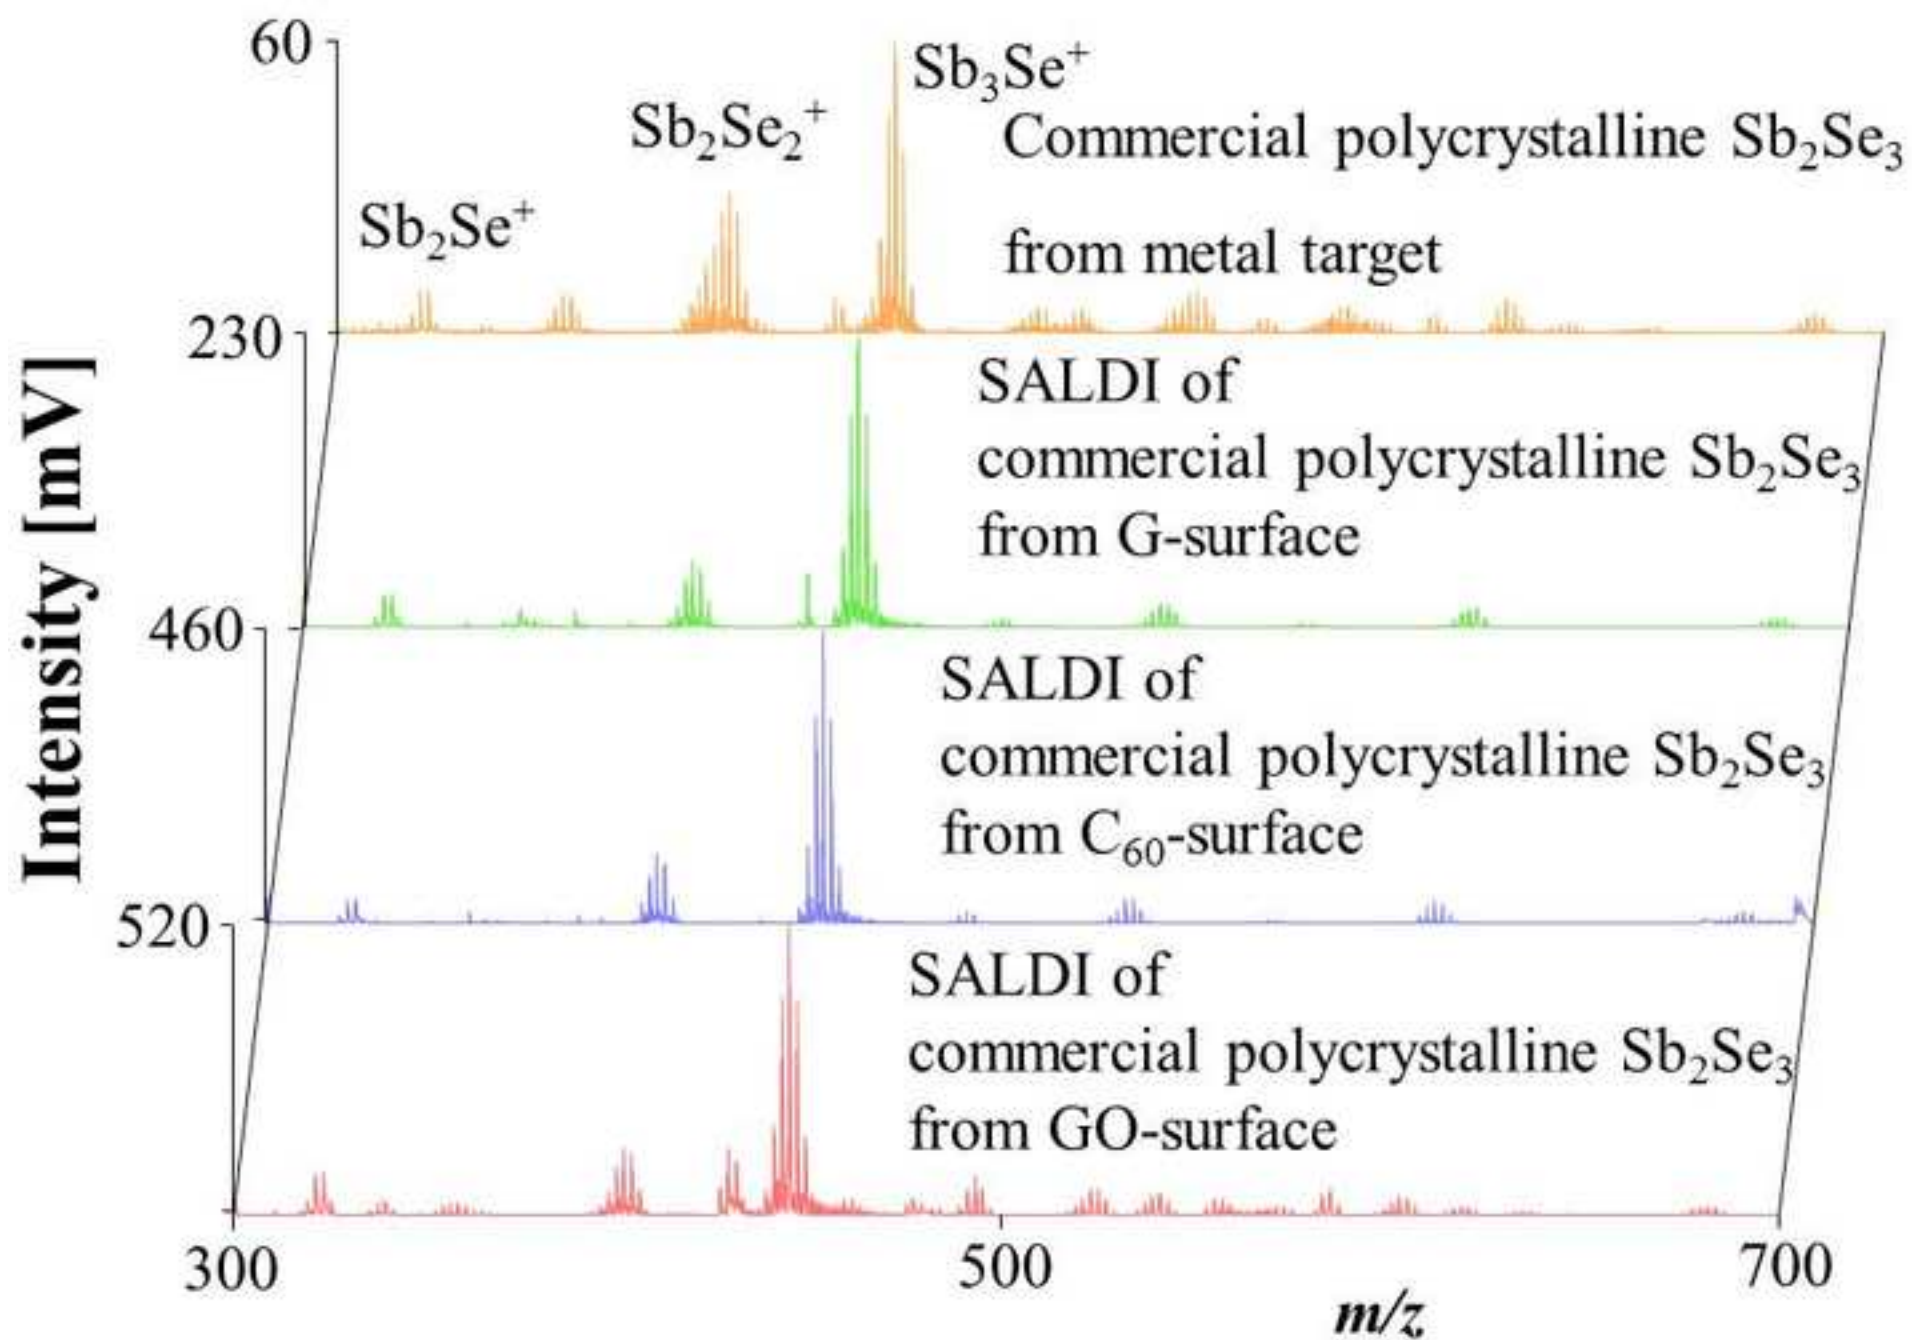 60
Sb₃Se⁺
Sb₂Se₂⁺
Commercial polycrystalline Sb₂Se₃
Sb₂Se⁺
from metal target
230
SALDI of
commercial polycrystalline Sb₂Se₃
from G-surface
Intensity [mV]
460
SALDI of
commercial polycrystalline Sb₂Se₃
from C₆₀-surface
520
SALDI of
commercial polycrystalline Sb₂Se₃
from GO-surface
300
500
700
m/z